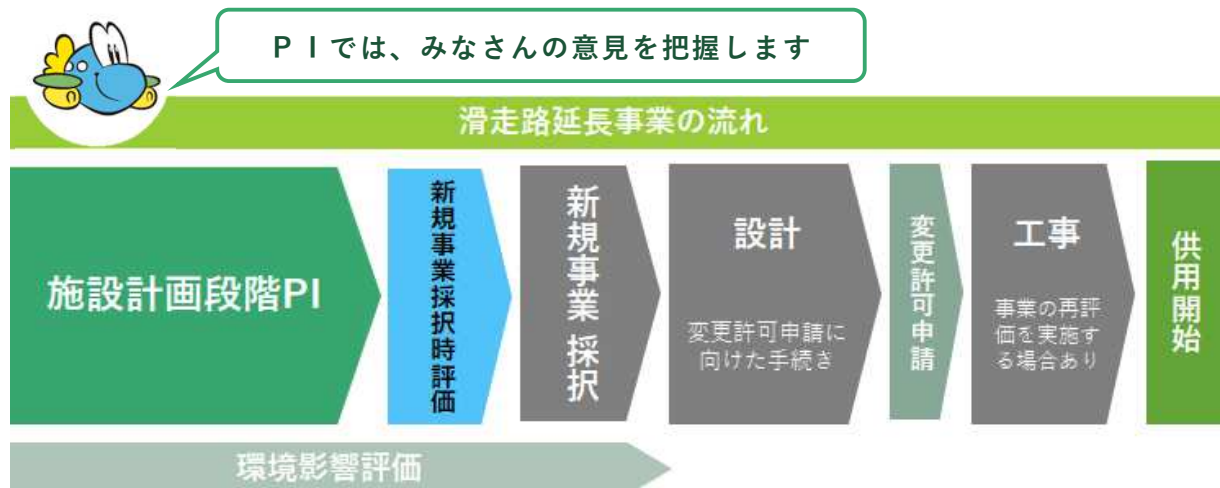 PIでは、みなさんの意見を把握します
滑走路延長事業の流れ
施設計画段階PI
新規事業採択時評価
新規事業 採択
設計
変更許可申請に
向けた手続き
変更許可申請
工事
事業の再評
価を実施す
る場合あり
供用開始
環境影響評価